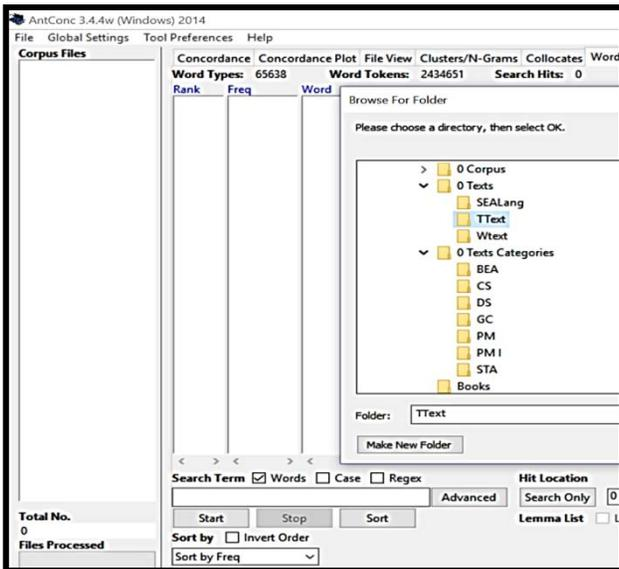 AntConc 3.4.4w (Windows) 2014
File Global Settings Tool Preferences Help
Corpus Files
Concordance Concordance Plot File View Clusters/N-Grams Collocates Word
Word Types: 65638 Word Tokens: 2434651 Search Hits: 0
Rank Freq Word
Browse For Folder
Please choose a directory, then select OK.
0 Corpus
0 Texts
SEALang
TText
Wtext
0 Texts Categories
BEA
CS
DS
GC
PM
PM I
STA
Books
Folder: TText
Make New Folder
Search Term Words Case Regex Hit Location
Advanced Search Only 0
Total No.
0
Files Processed
Start Stop Sort Lemma List L
Sort by Invert Order
Sort by Freq